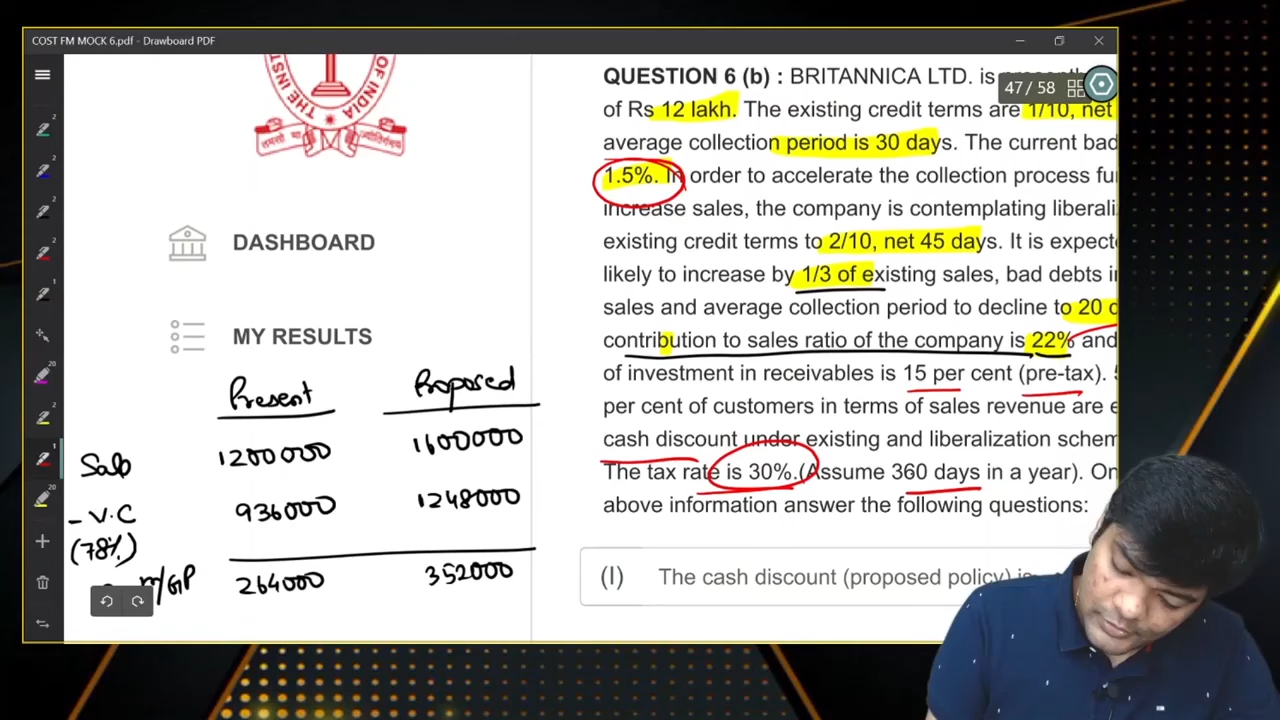 COST FM MOCK 6.pdf - Drawboard PDF
47 / 58
OF INDIA
THE INST
DASHBOARD
MY RESULTS
Present Proposed
Sales 1200000 1600000
- V.C 936000 1248000
(78%)
m/GP 264000 352000
QUESTION 6 (b) : BRITANNICA LTD. is
of Rs 12 lakh. The existing credit terms are 1/10, net
average collection period is 30 days. The current bad
1.5%. In order to accelerate the collection process fu
increase sales, the company is contemplating liberali
existing credit terms to 2/10, net 45 days. It is expect
likely to increase by 1/3 of existing sales, bad debts i
sales and average collection period to decline to 20 d
contribution to sales ratio of the company is 22% and
of investment in receivables is 15 per cent (pre-tax). 5
per cent of customers in terms of sales revenue are e
cash discount under existing and liberalization schem
The tax rate is 30%.(Assume 360 days in a year). On
above information answer the following questions:
(I) The cash discount (proposed policy) is